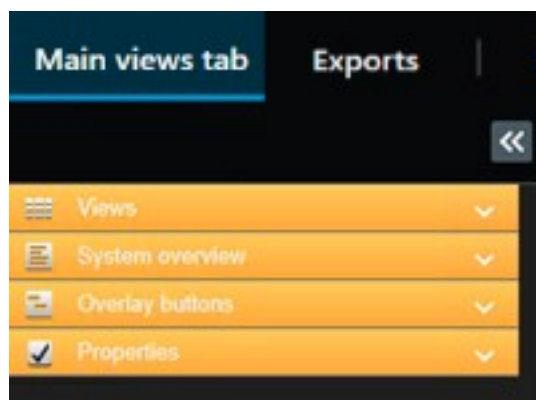 Main views tab Exports
Views
System overview
Overlay buttons
Properties